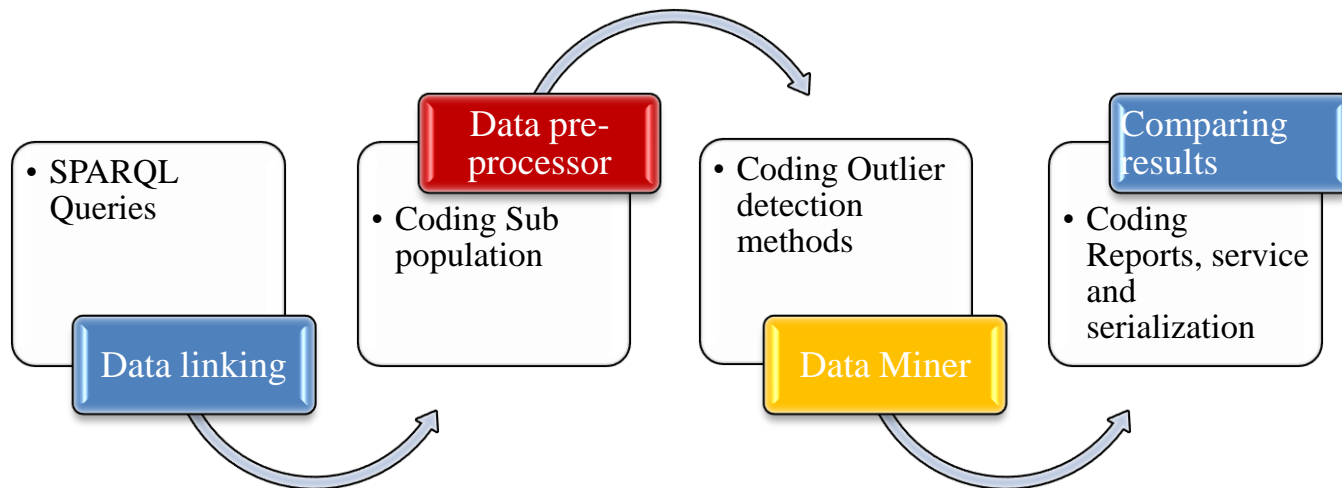 • SPARQL
Queries
Data linking
Data pre-
processor
• Coding Sub
population
• Coding Outlier
detection
methods
Data Miner
Comparing
results
• Coding
Reports, service
and
serialization